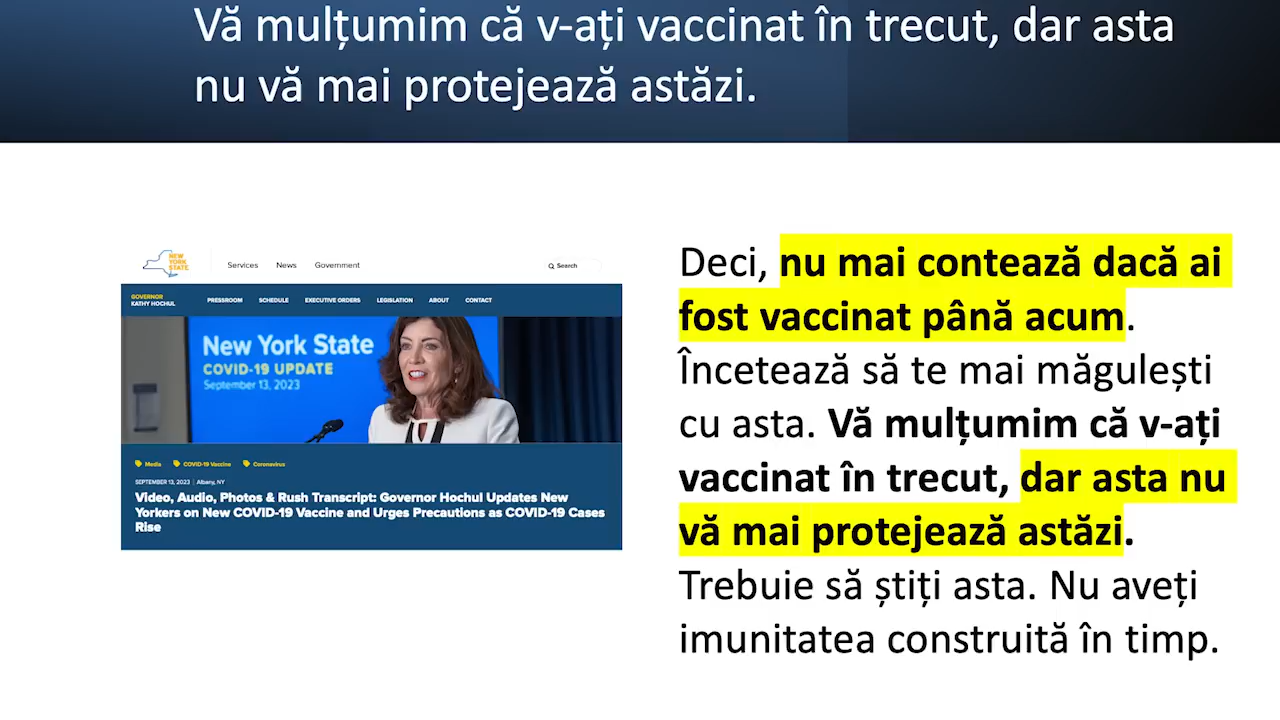 Vă mulțumim că v-ați vaccinat în trecut, dar asta
nu vă mai protejează astăzi.
NEW
YORK
STATE
Services News Government
Search
GOVERNOR
KATHY HOCHUL
PRESSROOM SCHEDULE EXECUTIVE ORDERS LEGISLATION ABOUT CONTACT
New York State
COVID-19 UPDATE
September 13, 2023
Media COVID-19 Vaccine Coronavirus
SEPTEMBER 13, 2023 | Albany, NY
Video, Audio, Photos & Rush Transcript: Governor Hochul Updates New
Yorkers on New COVID-19 Vaccine and Urges Precautions as COVID-19 Cases
Rise
Deci, nu mai contează dacă ai
fost vaccinat până acum.
Încetează să te mai măgulești
cu asta. Vă mulțumim că v-ați
vaccinat în trecut, dar asta nu
vă mai protejează astăzi.
Trebuie să știți asta. Nu aveți
imunitatea construită în timp.